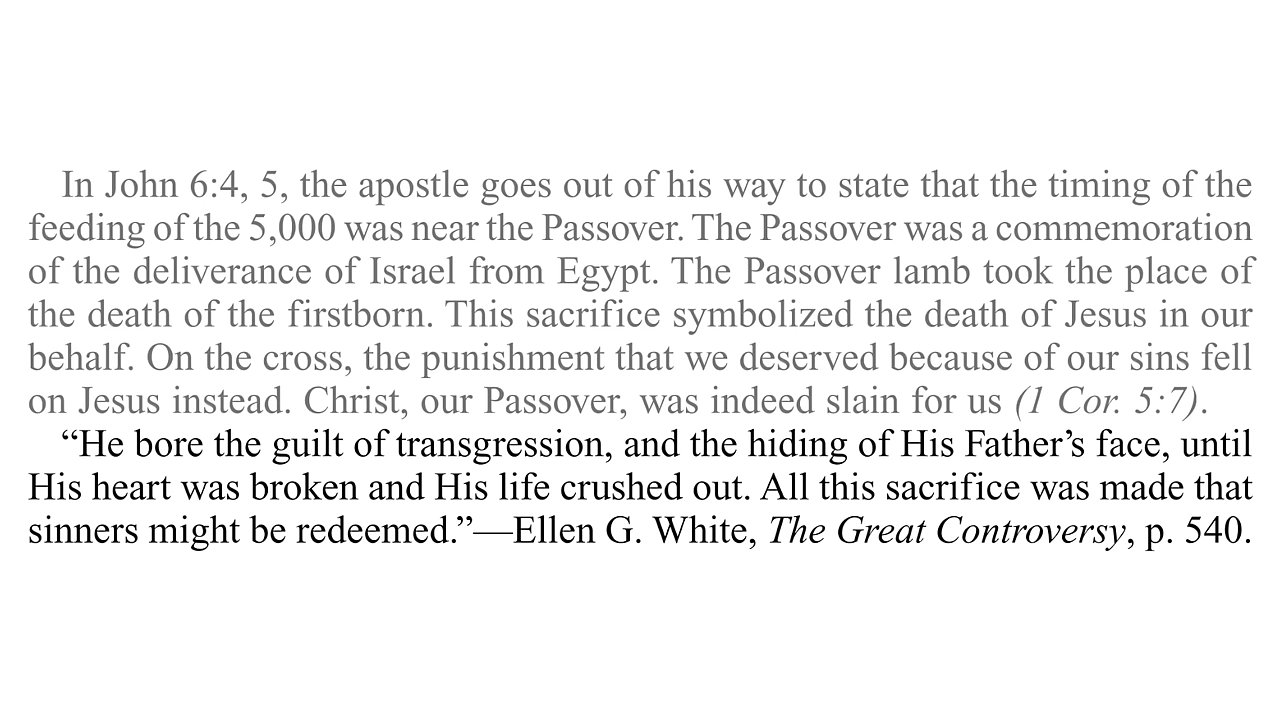 In John 6:4, 5, the apostle goes out of his way to state that the timing of the
feeding of the 5,000 was near the Passover. The Passover was a commemoration
of the deliverance of Israel from Egypt. The Passover lamb took the place of
the death of the firstborn. This sacrifice symbolized the death of Jesus in our
behalf. On the cross, the punishment that we deserved because of our sins fell
on Jesus instead. Christ, our Passover, was indeed slain for us (1 Cor. 5:7).
“He bore the guilt of transgression, and the hiding of His Father’s face, until
His heart was broken and His life crushed out. All this sacrifice was made that
sinners might be redeemed.”—Ellen G. White, The Great Controversy, p. 540.